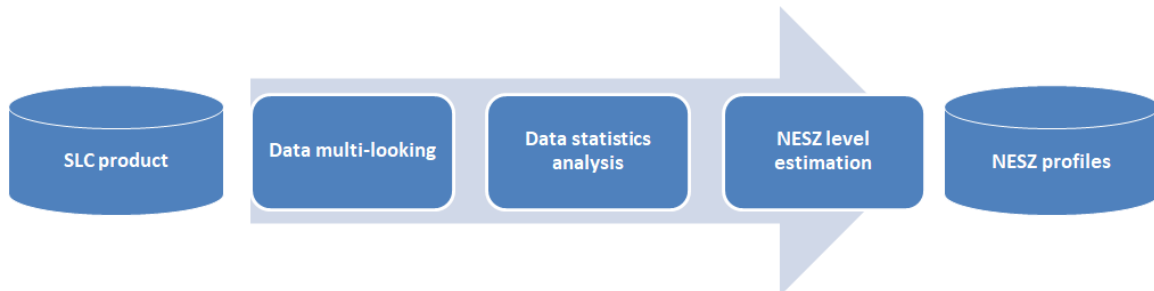 SLC product
Data multi-looking
Data statistics
analysis
NESZ level
estimation
NESZ profiles